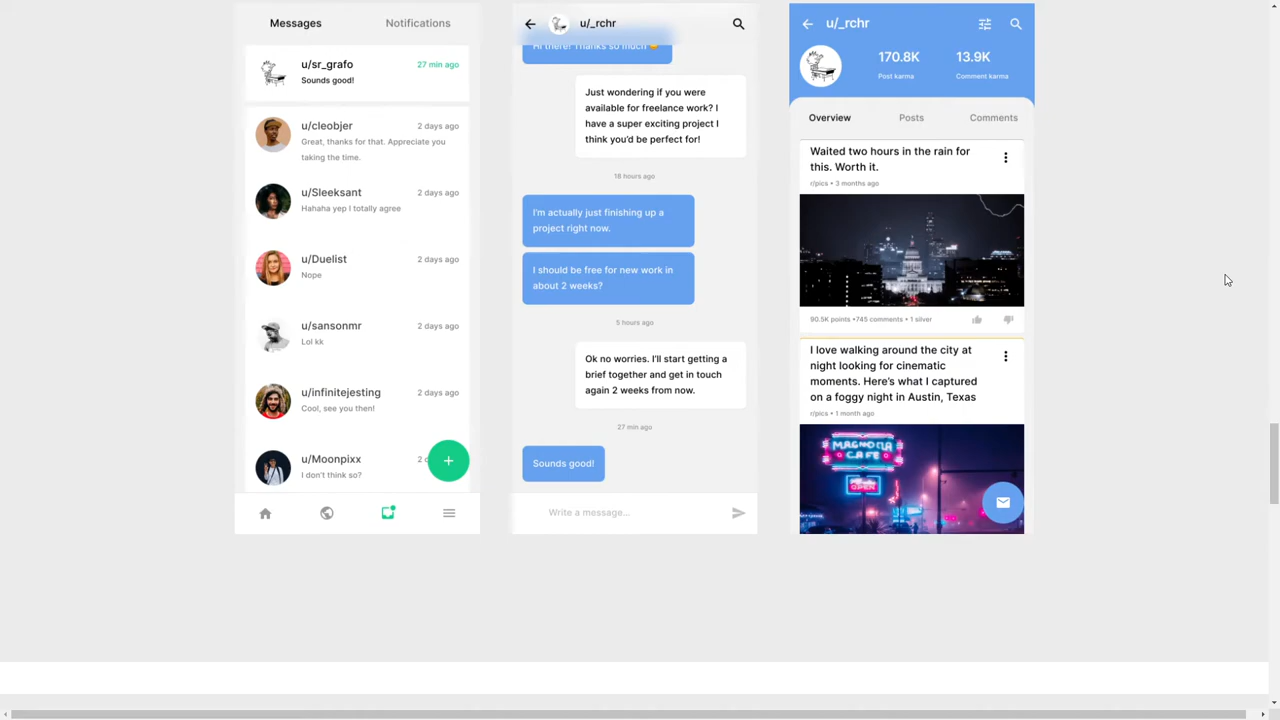 Messages
Notifications
u/sr_grafo
27 min ago
Sounds good!
u/cleobjer
2 days ago
Great, thanks for that. Appreciate you
taking the time.
u/Sleeksant
2 days ago
Hahaha yep I totally agree
u/Duelist
2 days ago
Nope
u/sansonmr
2 days ago
Lol kk
u/infinitejesting
2 days ago
Cool, see you then!
u/Moonpixx
I don't think so?
u/_rchr
Hi there! Thanks so much
Just wondering if you were
available for freelance work? I
have a super exciting project I
think you'd be perfect for!
18 hours ago
I'm actually just finishing up a
project right now.
I should be free for new work in
about 2 weeks?
5 hours ago
Ok no worries. I'll start getting a
brief together and get in touch
again 2 weeks from now.
27 min ago
Sounds good!
Write a message...
u/_rchr
170.8K
13.9K
Post karma
Comment karma
Overview
Posts
Comments
Waited two hours in the rain for
this. Worth it.
r/pics • 3 months ago
90.5K points •745 comments • 1 silver
I love walking around the city at
night looking for cinematic
moments. Here's what I captured
on a foggy night in Austin, Texas
r/pics • 1 month ago
MAGNOLIA
CAFE
OPEN